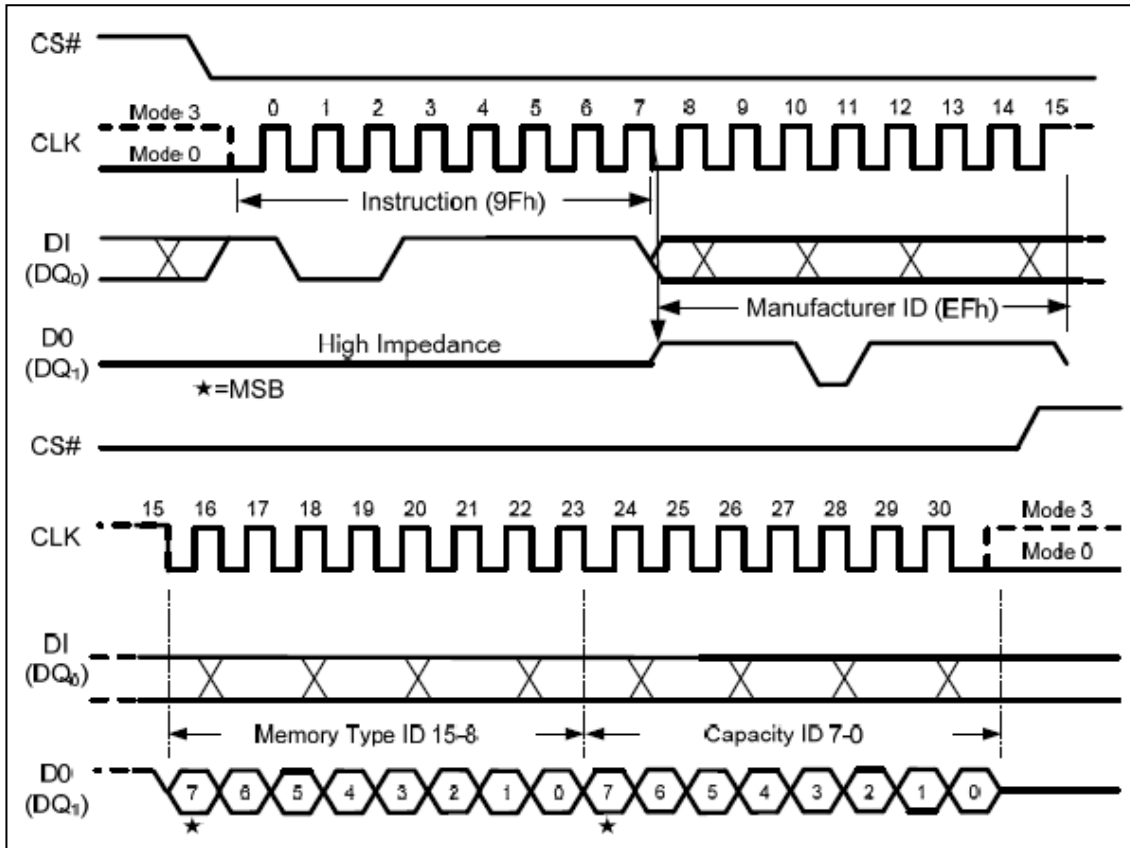 CS#
Mode 3
0 1 2 3 4 5 6 7 8 9 10 11 12 13 14 15
CLK
Mode 0
Instruction (9Fh)
DI
(DQ0)
Manufacturer ID (EFh)
D0
(DQ1)
High Impedance
★=MSB
CS#
15 16 17 18 19 20 21 22 23 24 25 26 27 28 29 30
Mode 3
CLK
Mode 0
DI
(DQ0)
Memory Type ID 15-8
Capacity ID 7-0
D0
(DQ1)
7 6 5 4 3 2 1 0 7 6 5 4 3 2 1 0
★ ★